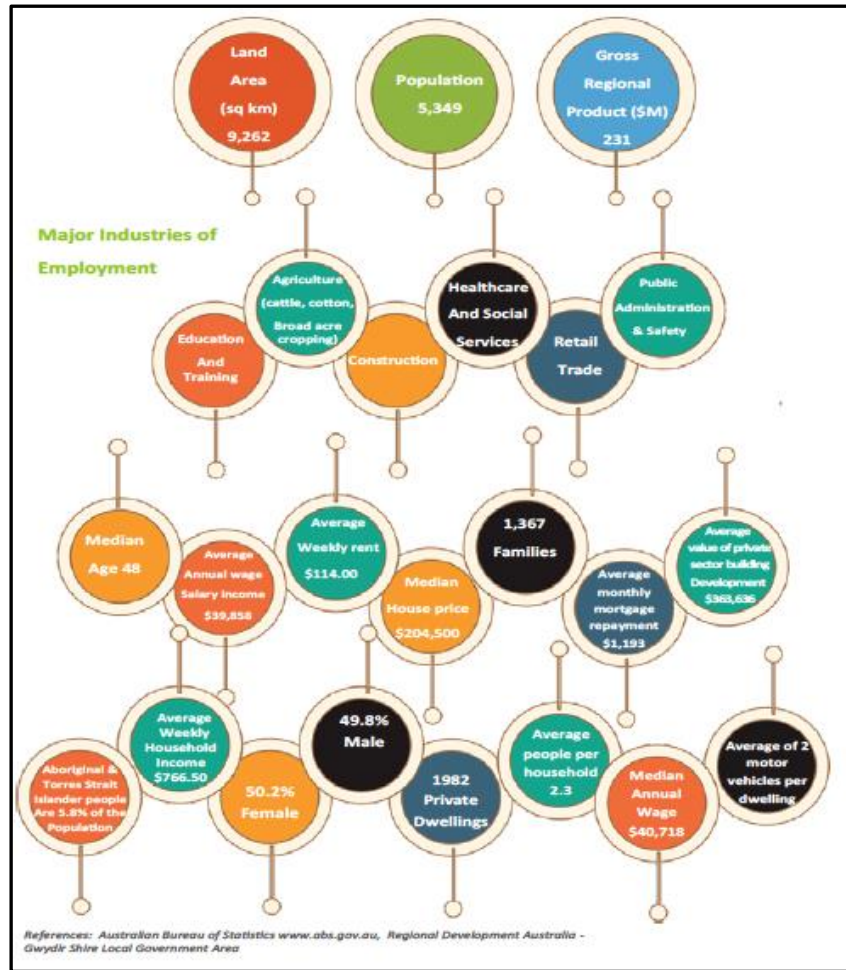 Land
Area
(sq km)
9,262
Population
5,349
Gross
Regional
Product ($M)
231
Major Industries of
Employment
Education
And
Training
Agriculture
(cattle, cotton,
Broad acre
cropping)
Construction
Healthcare
And Social
Services
Retail
Trade
Public
Administration
& Safety
Median
Age 48
Average
Annual wage
Salary income
$39,858
Average
Weekly rent
$114.00
Median
House price
$204,500
1,367
Families
Average
monthly
mortgage
repayment
$1,193
Average
value of private
sector building
Development
$363,636
Aboriginal &
Torres Strait
Islander people
Are 5.8% of the
Population
Average
Weekly
Household
Income
$766.50
50.2%
Female
49.8%
Male
1982
Private
Dwellings
Average
people per
household
2.3
Median
Annual
Wage
$40,718
Average of 2
motor
vehicles per
dwelling
References: Australian Bureau of Statistics www.abs.gov.au, Regional Development Australia -
Gwydir Shire Local Government Area